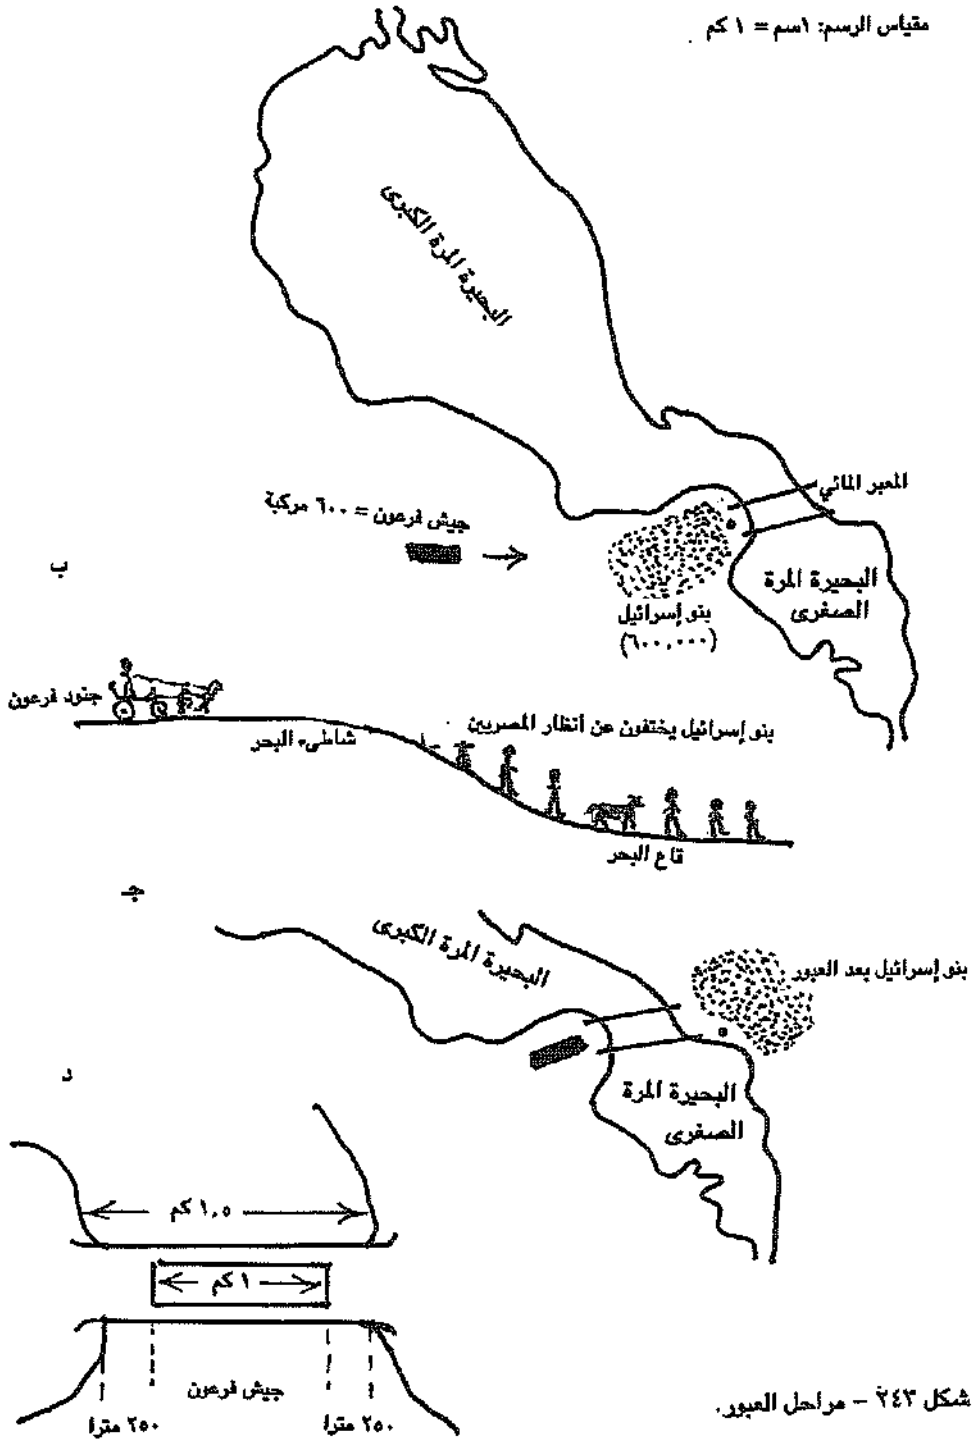 مقياس الرسم: ١سم = ١ كم
البحيرة المرة الكبرى
المعبر المائي
جيش فرعون = ٦٠٠ مركبة
ب
البحيرة المرة
الصغرى
بنو إسرائيل
(٦٠٠,٠٠٠)
جنود فرعون
شاطىء البحر
بنو إسرائيل يختفون عن أنظار المصريين
قاع البحر
جـ
البحيرة المرة الكبرى
بنو إسرائيل بعد العبور
البحيرة المرة
الصغرى
د
١,٥ كم
١ كم
جيش فرعون
٢٥٠ مترا
٢٥٠ مترا
شكل ٢٤٣ - مراحل العبور.